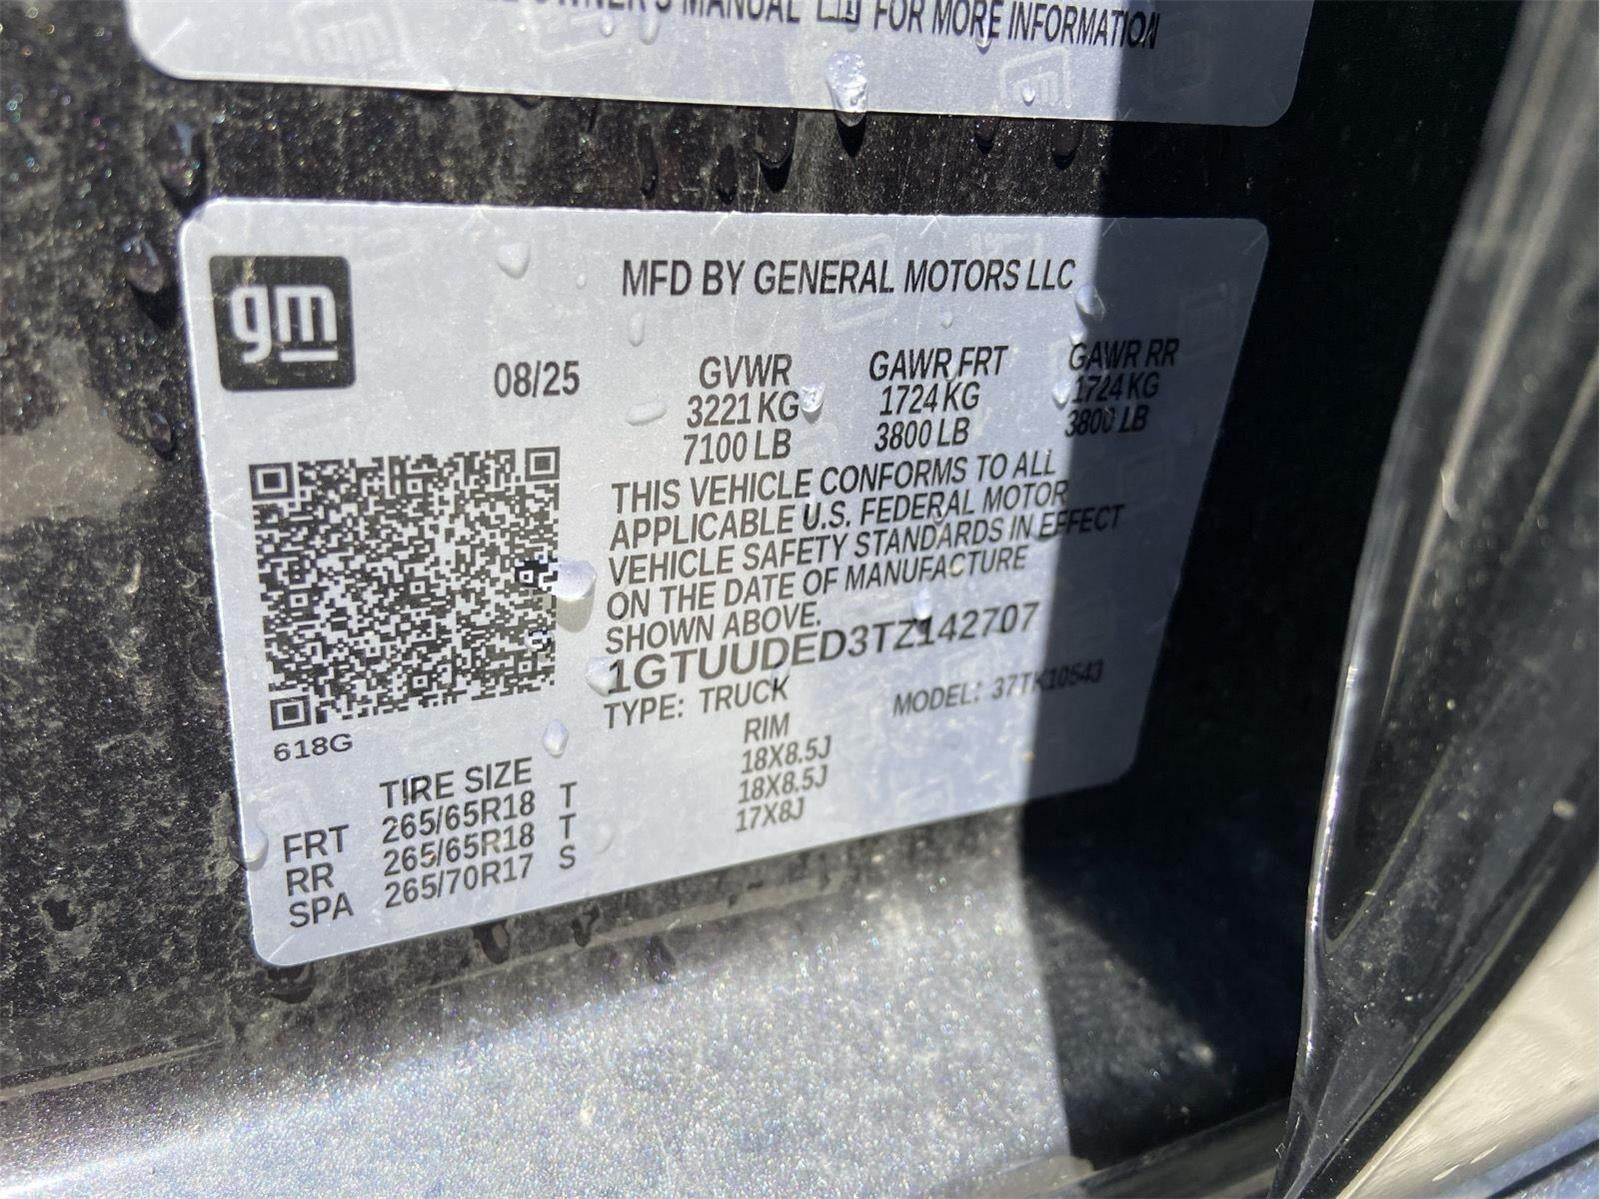 OWNER'S MANUAL FOR MORE INFORMATION
gm
MFD BY GENERAL MOTORS LLC
08/25 GVWR GAWR FRT GAWR RR
3221 KG 1724 KG 1724 KG
7100 LB 3800 LB 3800 LB
THIS VEHICLE CONFORMS TO ALL
APPLICABLE U.S. FEDERAL MOTOR
VEHICLE SAFETY STANDARDS IN EFFECT
ON THE DATE OF MANUFACTURE
SHOWN ABOVE.
1GTUUDED3TZ142707
TYPE: TRUCK MODEL: 37TK10543
618G
TIRE SIZE RIM
FRT 265/65R18 T 18X8.5J
RR 265/65R18 T 18X8.5J
SPA 265/70R17 S 17X8J